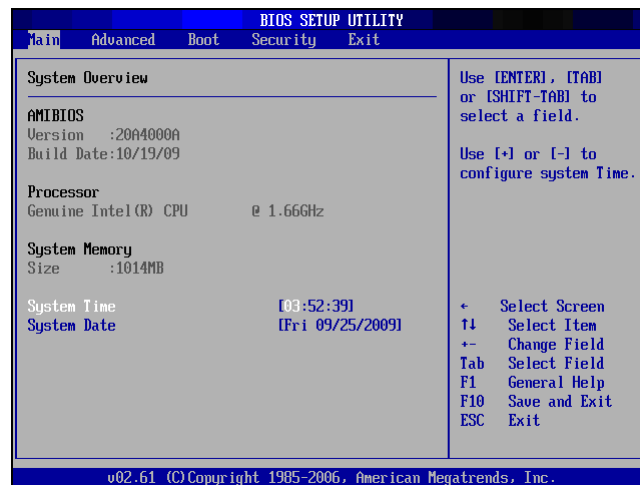 BIOS SETUP UTILITY
Main Advanced Boot Security Exit
System Overview
AMIBIOS
Version :20A4000A
Build Date:10/19/09
Processor
Genuine Intel(R) CPU @ 1.66GHz
System Memory
Size :1014MB
System Time [03:52:39]
System Date [Fri 09/25/2009]
Use [ENTER], [TAB]
or [SHIFT-TAB] to
select a field.
Use [+] or [-] to
configure system Time.
← Select Screen
↑↓ Select Item
+- Change Field
Tab Select Field
F1 General Help
F10 Save and Exit
ESC Exit
v02.61 (C)Copyright 1985-2006, American Megatrends, Inc.